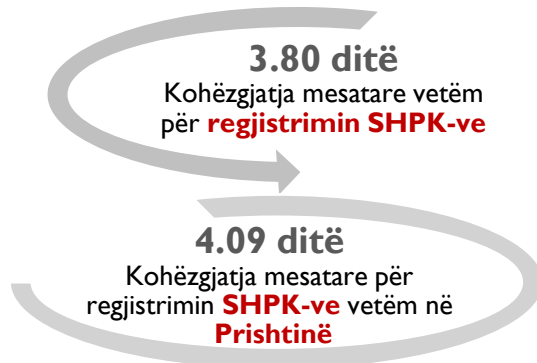 3.80 ditë
Kohëzgjatja mesatare vetëm
për regjistrimin SHPK-ve
4.09 ditë
Kohëzgjatja mesatare për
regjistrimin SHPK-ve vetëm në
Prishtinë